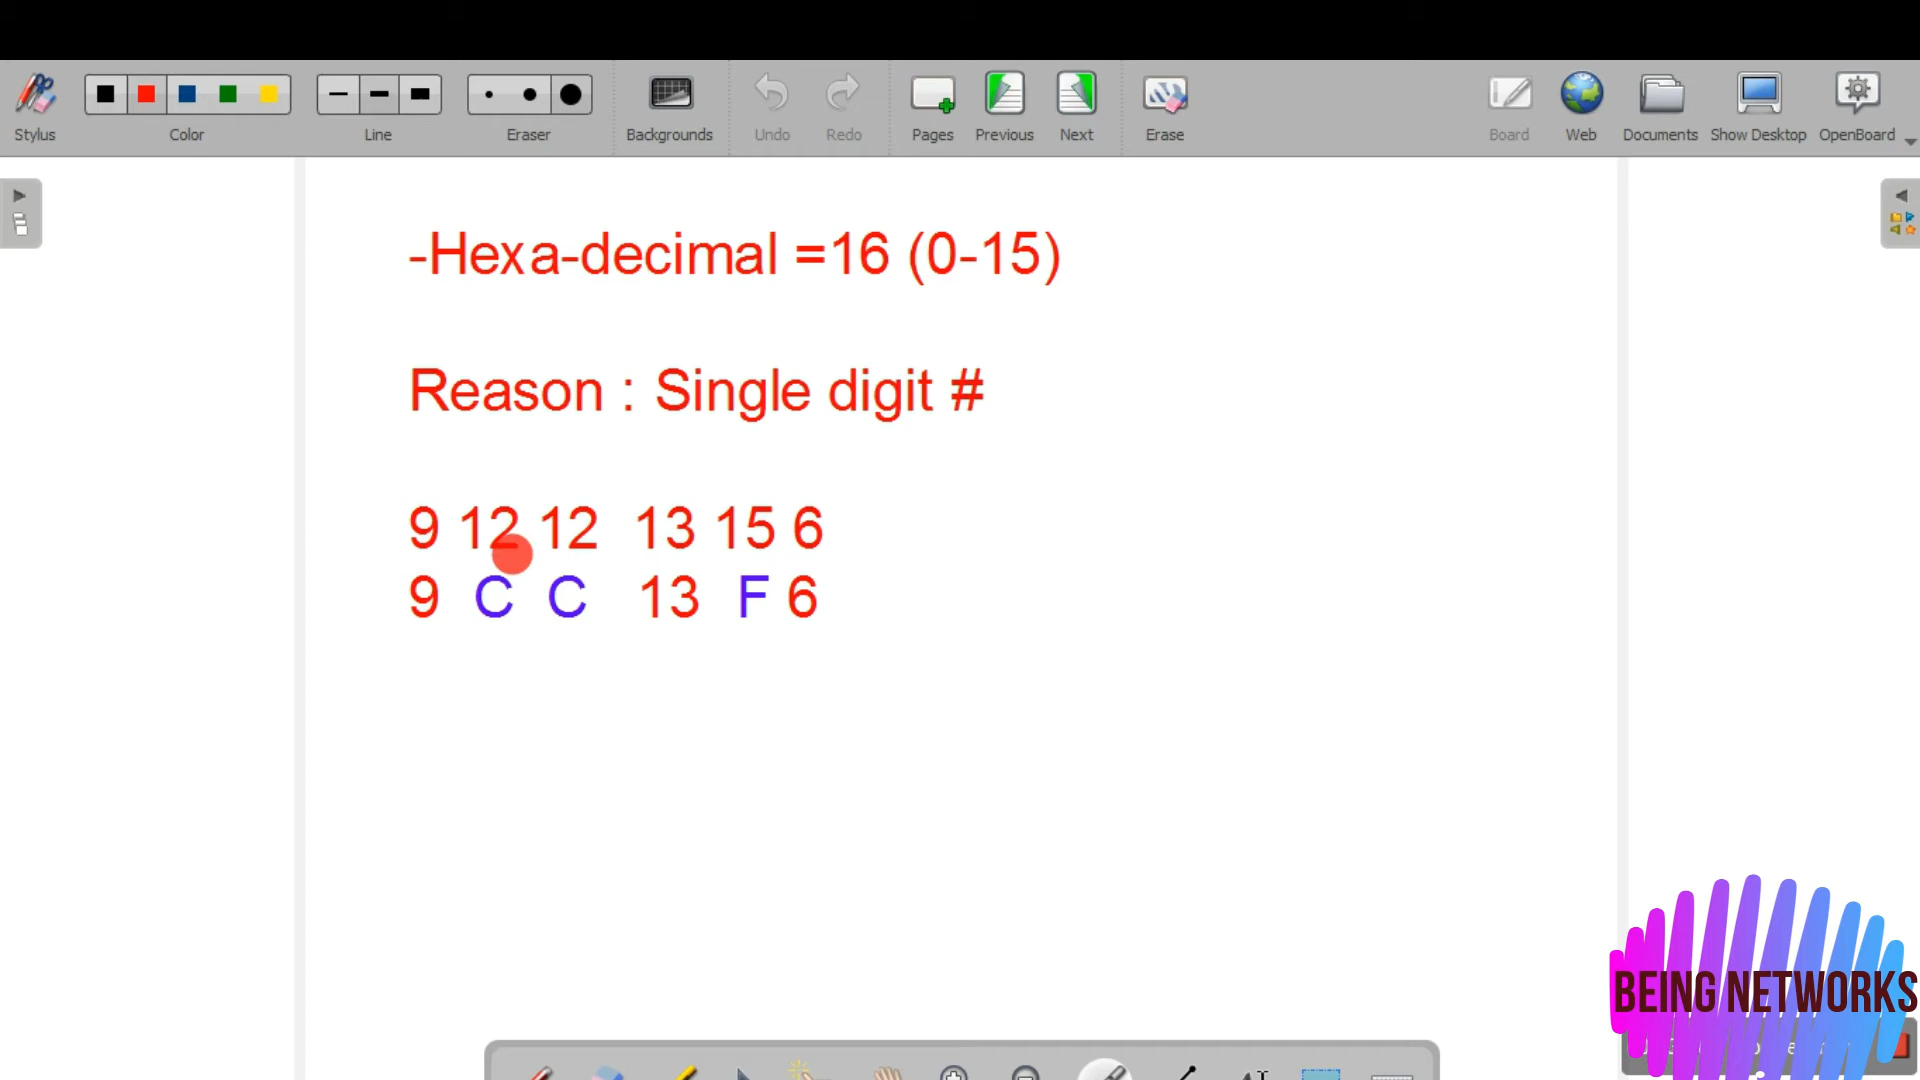 Stylus
Color
Line
Eraser
Backgrounds
Undo
Redo
Pages
Previous
Next
Erase
Board
Web
Documents
Show Desktop
OpenBoard
-Hexa-decimal =16 (0-15)
Reason : Single digit #
9 12 12 13 15 6
9 C C 13 F 6
BEING NETWORKS